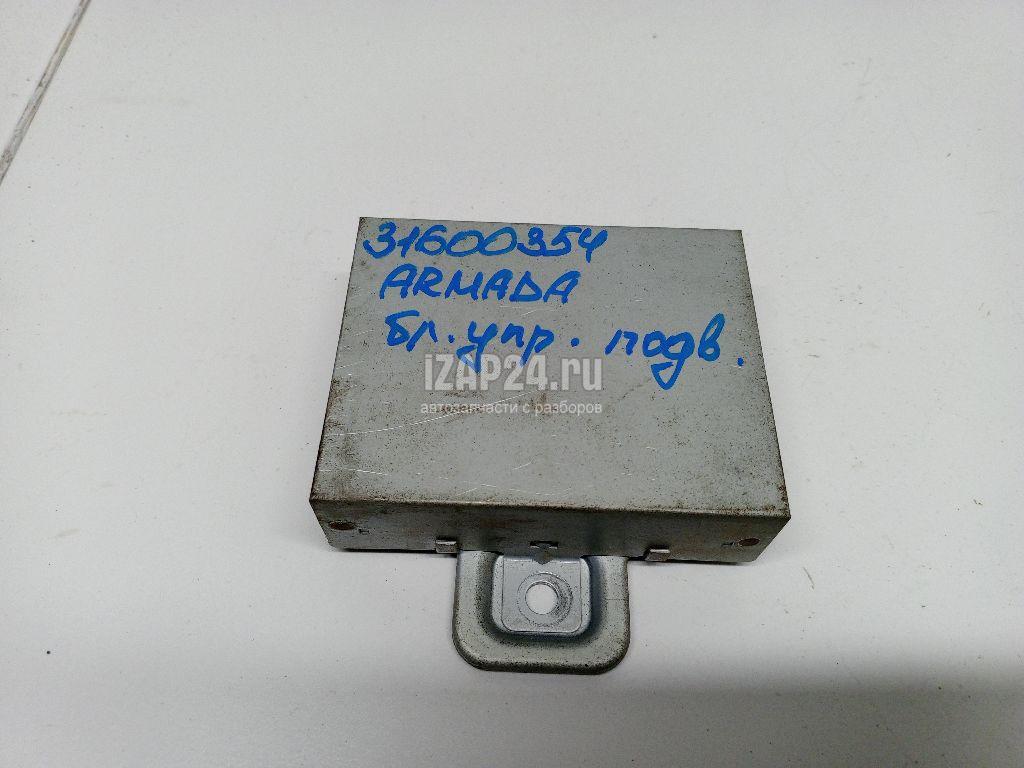 31600354
ARMADA
бл. упр. подв.
iZAP24.ru
автозапчасти с разборов